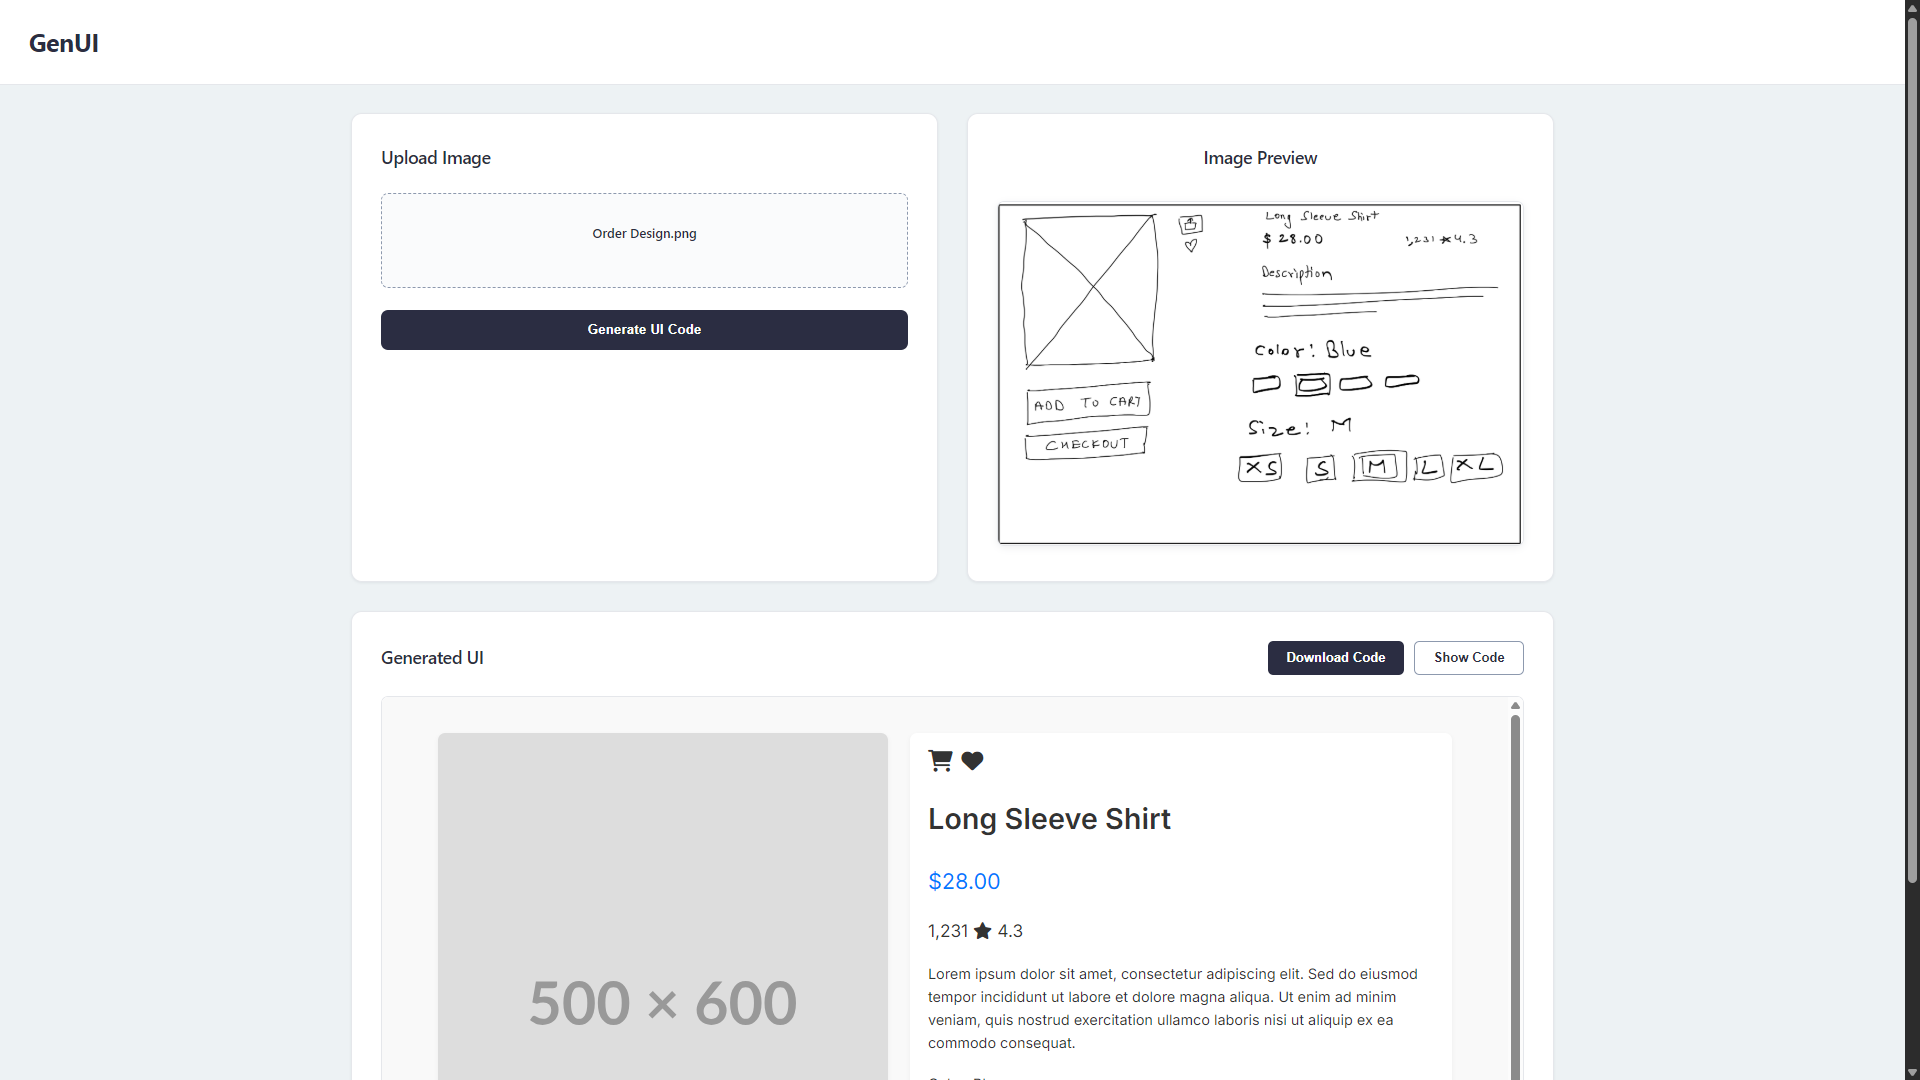 GenUI
Upload Image
Order Design.png
Generate UI Code
Image Preview
Long Sleeve Shirt
$ 28.00
1,231 ★ 4.3
Description
Color: Blue
ADD TO CART
CHECKOUT
Size: M
XS S M L XL
Generated UI
Download Code
Show Code
500 × 600
Long Sleeve Shirt
$28.00
1,231 ★ 4.3
Lorem ipsum dolor sit amet, consectetur adipiscing elit. Sed do eiusmod
tempor incididunt ut labore et dolore magna aliqua. Ut enim ad minim
veniam, quis nostrud exercitation ullamco laboris nisi ut aliquip ex ea
commodo consequat.